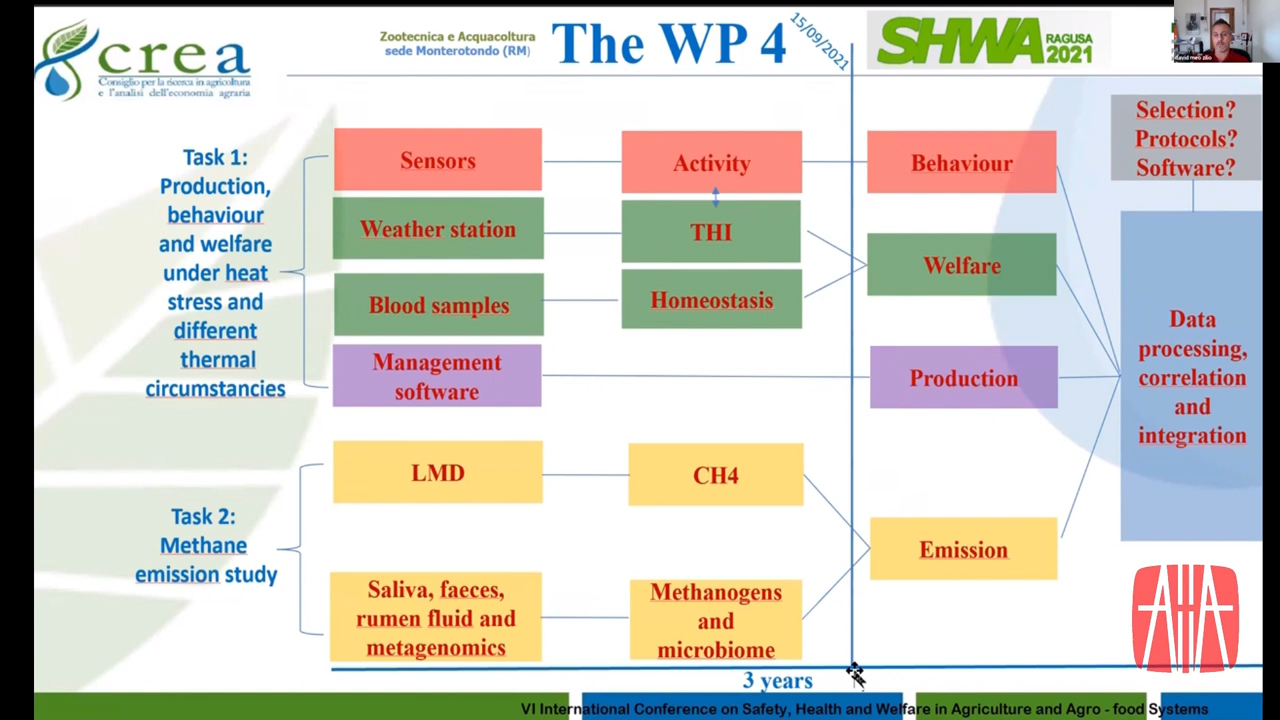 crea
Consiglio per la ricerca in agricoltura
e l'analisi dell'economia agraria
Zootecnica e Acquacoltura
sede Monterotondo (RM)
The WP 4
15/09/2021
SHWA
RAGUSA
2021
david meo zilio
Selection?
Protocols?
Software?
Task 1:
Production,
behaviour
and welfare
under heat
stress and
different
thermal
circumstancies
Sensors
Activity
Behaviour
Weather station
THI
Welfare
Blood samples
Homeostasis
Management
software
Production
Data
processing,
correlation
and
integration
Task 2:
Methane
emission study
LMD
CH4
Emission
Saliva, faeces,
rumen fluid and
metagenomics
Methanogens
and
microbiome
AIIA
3 years
VI International Conference on Safety, Health and Welfare in Agriculture and Agro - food Systems